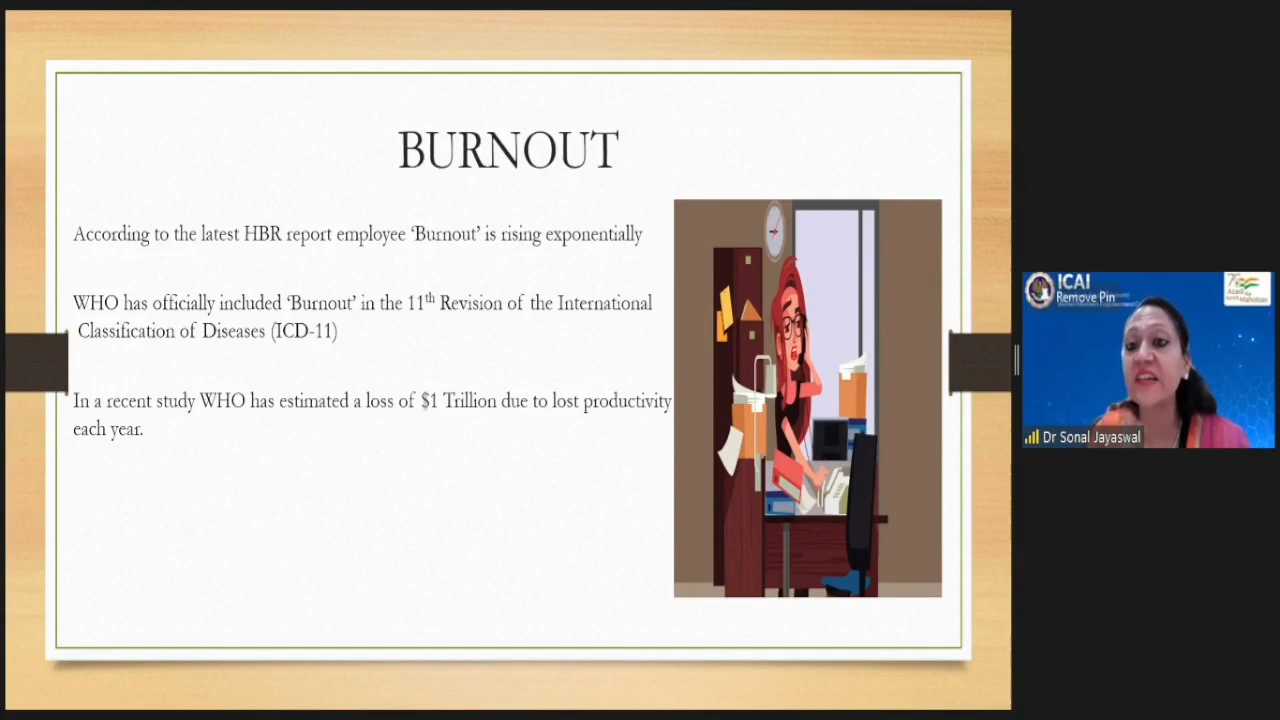 BURNOUT
According to the latest HBR report employee ‘Burnout’ is rising exponentially
WHO has officially included ‘Burnout’ in the 11th Revision of the International
Classification of Diseases (ICD-11)
In a recent study WHO has estimated a loss of $1 Trillion due to lost productivity
each year.
ICAI
Remove Pin
Dr Sonal Jayaswal